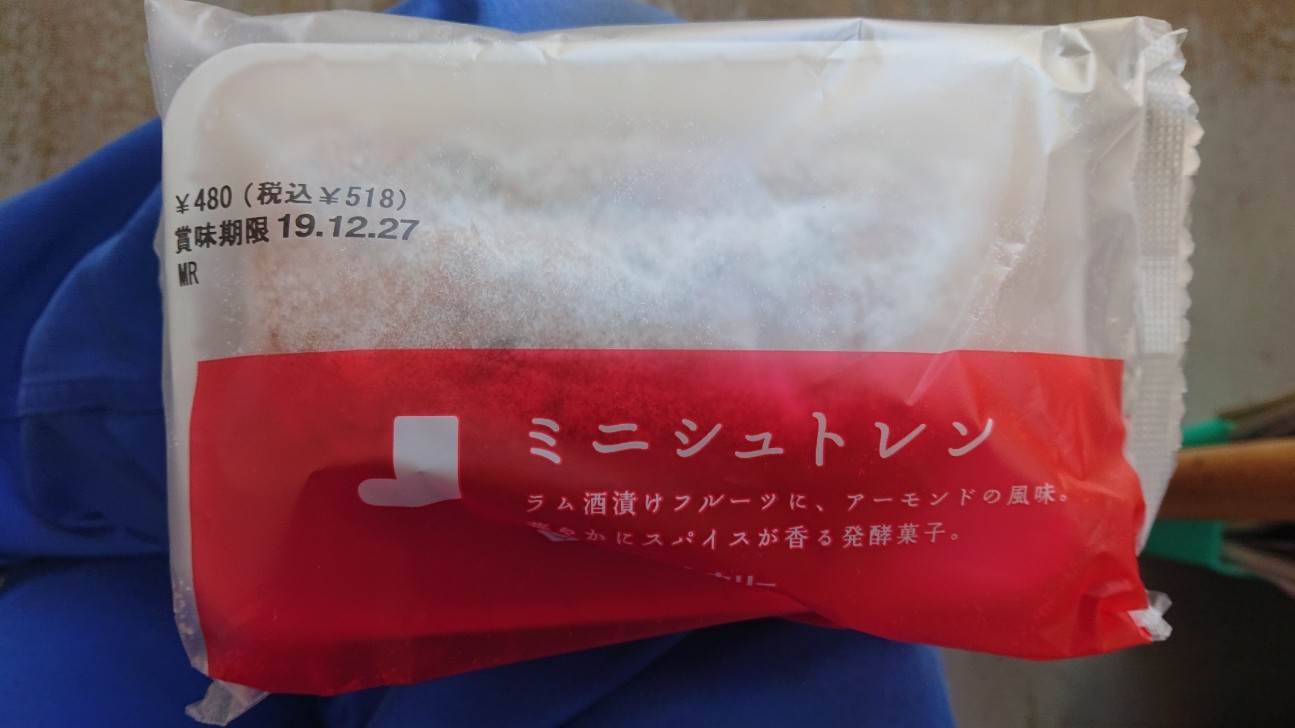 ¥480(税込¥518)
賞味期限 19.12.27
MR
ミニシュトレン
ラム酒漬けフルーツに、アーモンドの風味。
かにスパイスが香る発酵菓子。